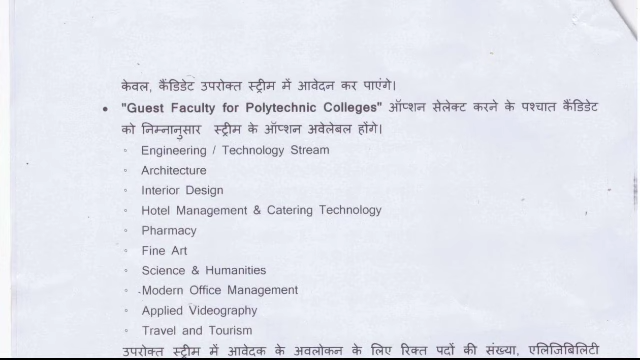 केवल, कैंडिडेट उपरोक्त स्ट्रीम में आवेदन कर पाएंगे।
• "Guest Faculty for Polytechnic Colleges" ऑप्शन सेलेक्ट करने के पश्चात कैंडिडेट
को निम्नानुसार स्ट्रीम के ऑप्शन अवेलेबल होंगे।
◦ Engineering / Technology Stream
◦ Architecture
◦ Interior Design
◦ Hotel Management & Catering Technology
◦ Pharmacy
◦ Fine Art
◦ Science & Humanities
◦ Modern Office Management
◦ Applied Videography
◦ Travel and Tourism
उपरोक्त स्ट्रीम में आवेदक के अवलोकन के लिए रिक्त पदों की संख्या, एलिजिबिलिटी